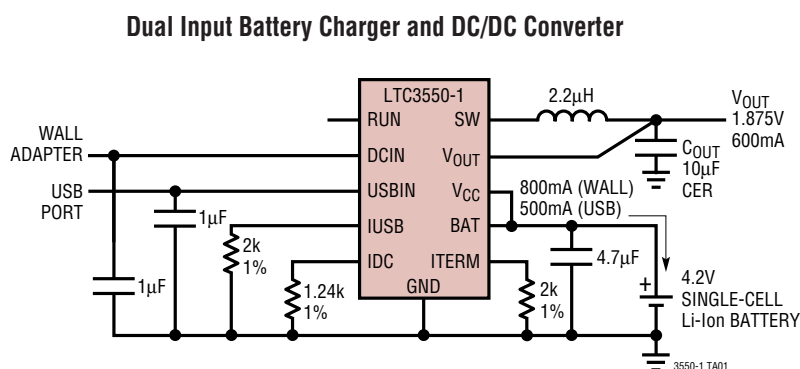 Dual Input Battery Charger and DC/DC Converter
LTC3550-1
RUN
SW
2.2µH
VOUT
1.875V
600mA
WALL
ADAPTER
DCIN
VOUT
COUT
10µF
CER
USB
PORT
USBIN
VCC
800mA (WALL)
500mA (USB)
1µF
IUSB
BAT
2k
1%
IDC
ITERM
4.7µF
1µF
1.24k
1%
GND
2k
1%
+
4.2V
SINGLE-CELL
Li-Ion BATTERY
3550-1 TA01